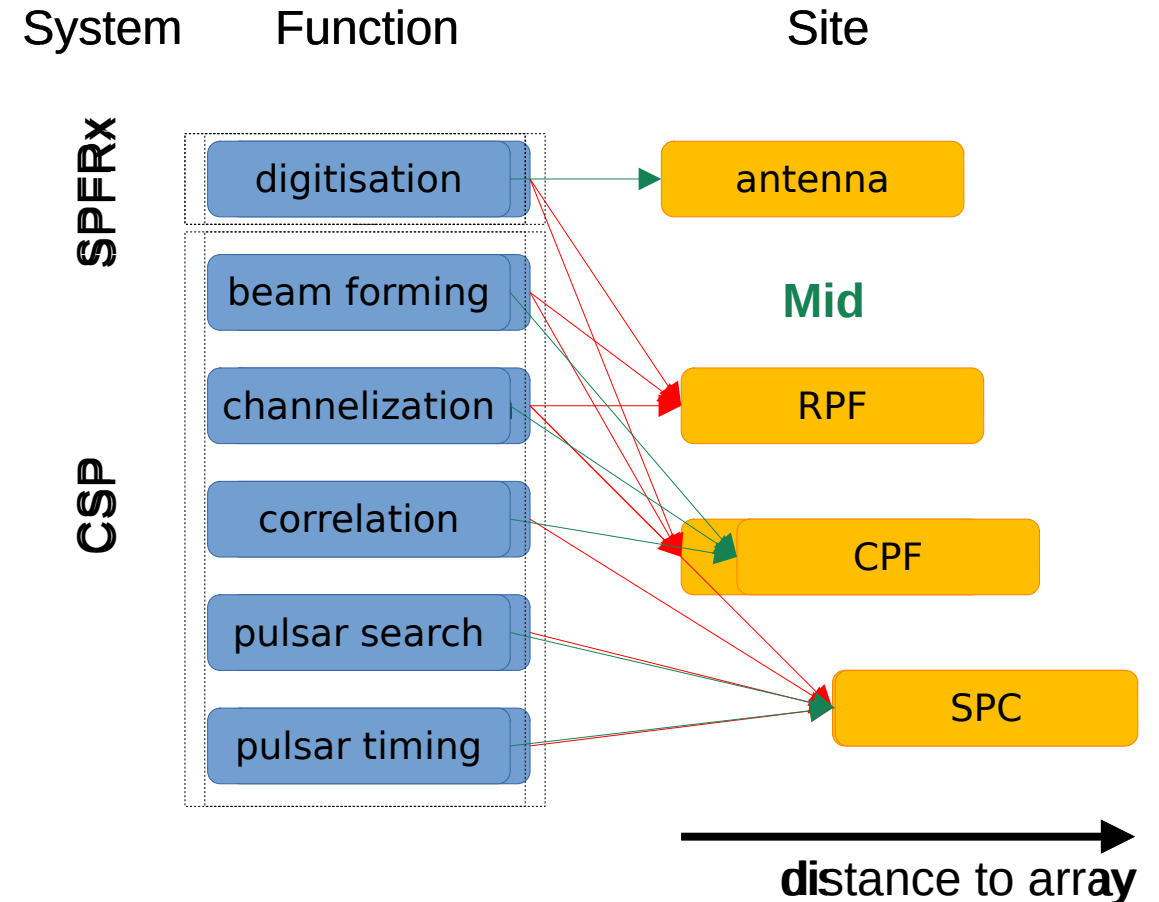 System Function Site
SPFRx
digitisation
antenna
beam forming
Mid
channelization
RPF
CSP
correlation
CPF
pulsar search
pulsar timing
SPC
distance to array